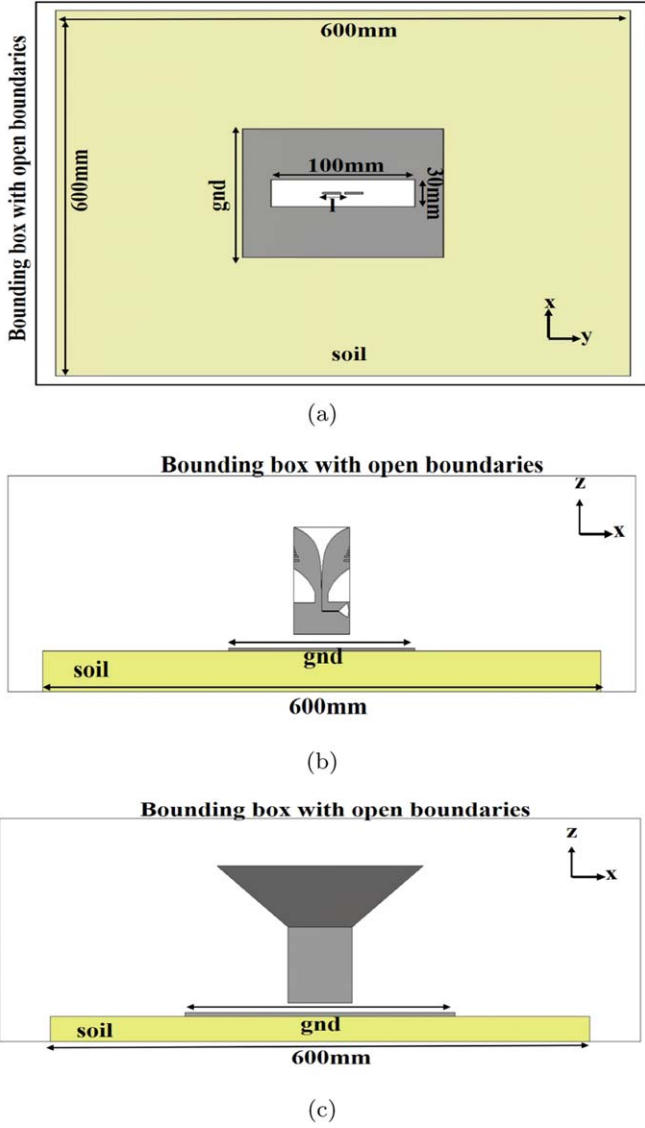 600mm
Bounding box with open boundaries
600mm
gnd
100mm
30mm
l
x
y
soil
(a)
Bounding box with open boundaries
z
x
gnd
soil
600mm
(b)
Bounding box with open boundaries
z
x
gnd
soil
600mm
(c)